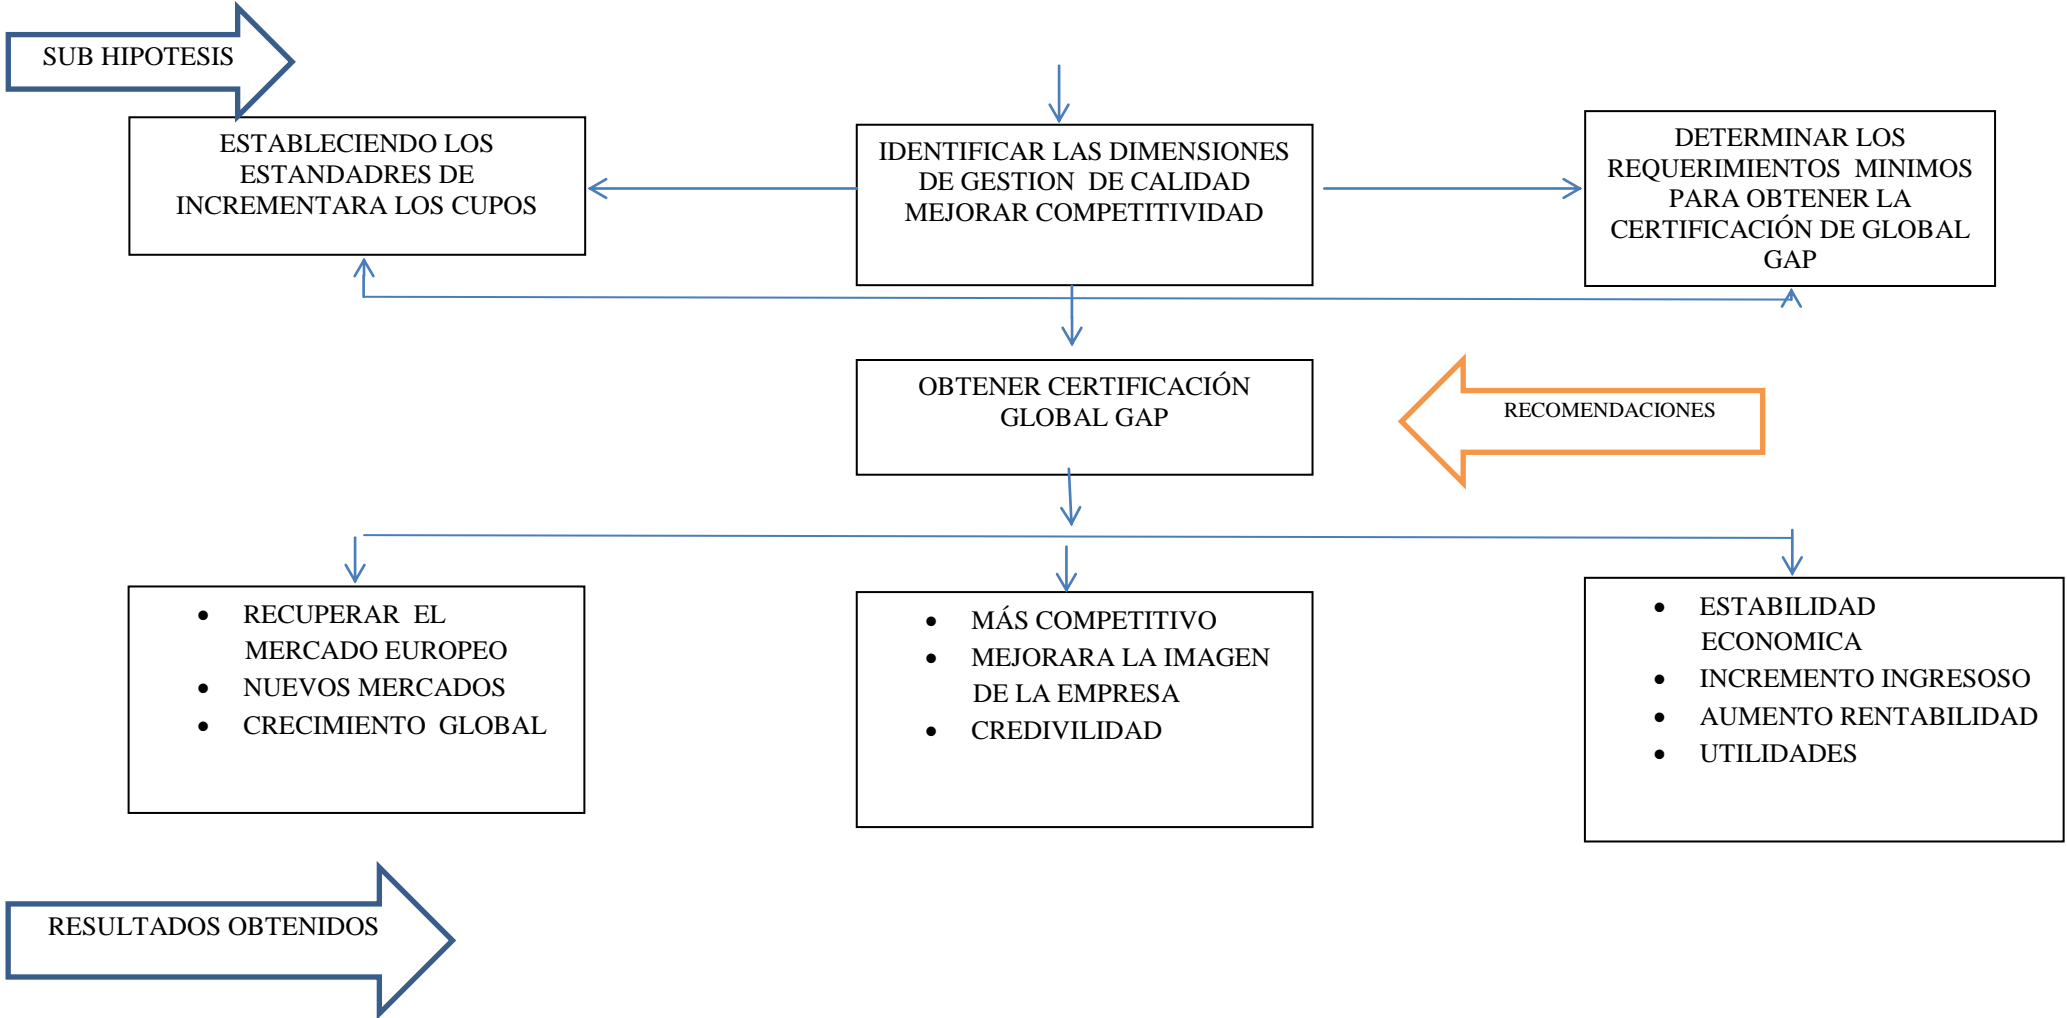 SUB HIPOTESIS
ESTABLECIENDO LOS
ESTANDADRES DE
INCREMENTARA LOS CUPOS
IDENTIFICAR LAS DIMENSIONES
DE GESTION DE CALIDAD
MEJORAR COMPETITIVIDAD
DETERMINAR LOS
REQUERIMIENTOS MINIMOS
PARA OBTENER LA
CERTIFICACIÓN DE GLOBAL
GAP
OBTENER CERTIFICACIÓN
GLOBAL GAP
RECOMENDACIONES
• RECUPERAR EL
MERCADO EUROPEO
• NUEVOS MERCADOS
• CRECIMIENTO GLOBAL
• MÁS COMPETITIVO
• MEJORARA LA IMAGEN
DE LA EMPRESA
• CREDIVILIDAD
• ESTABILIDAD
ECONOMICA
• INCREMENTO INGRESOSO
• AUMENTO RENTABILIDAD
• UTILIDADES
RESULTADOS OBTENIDOS